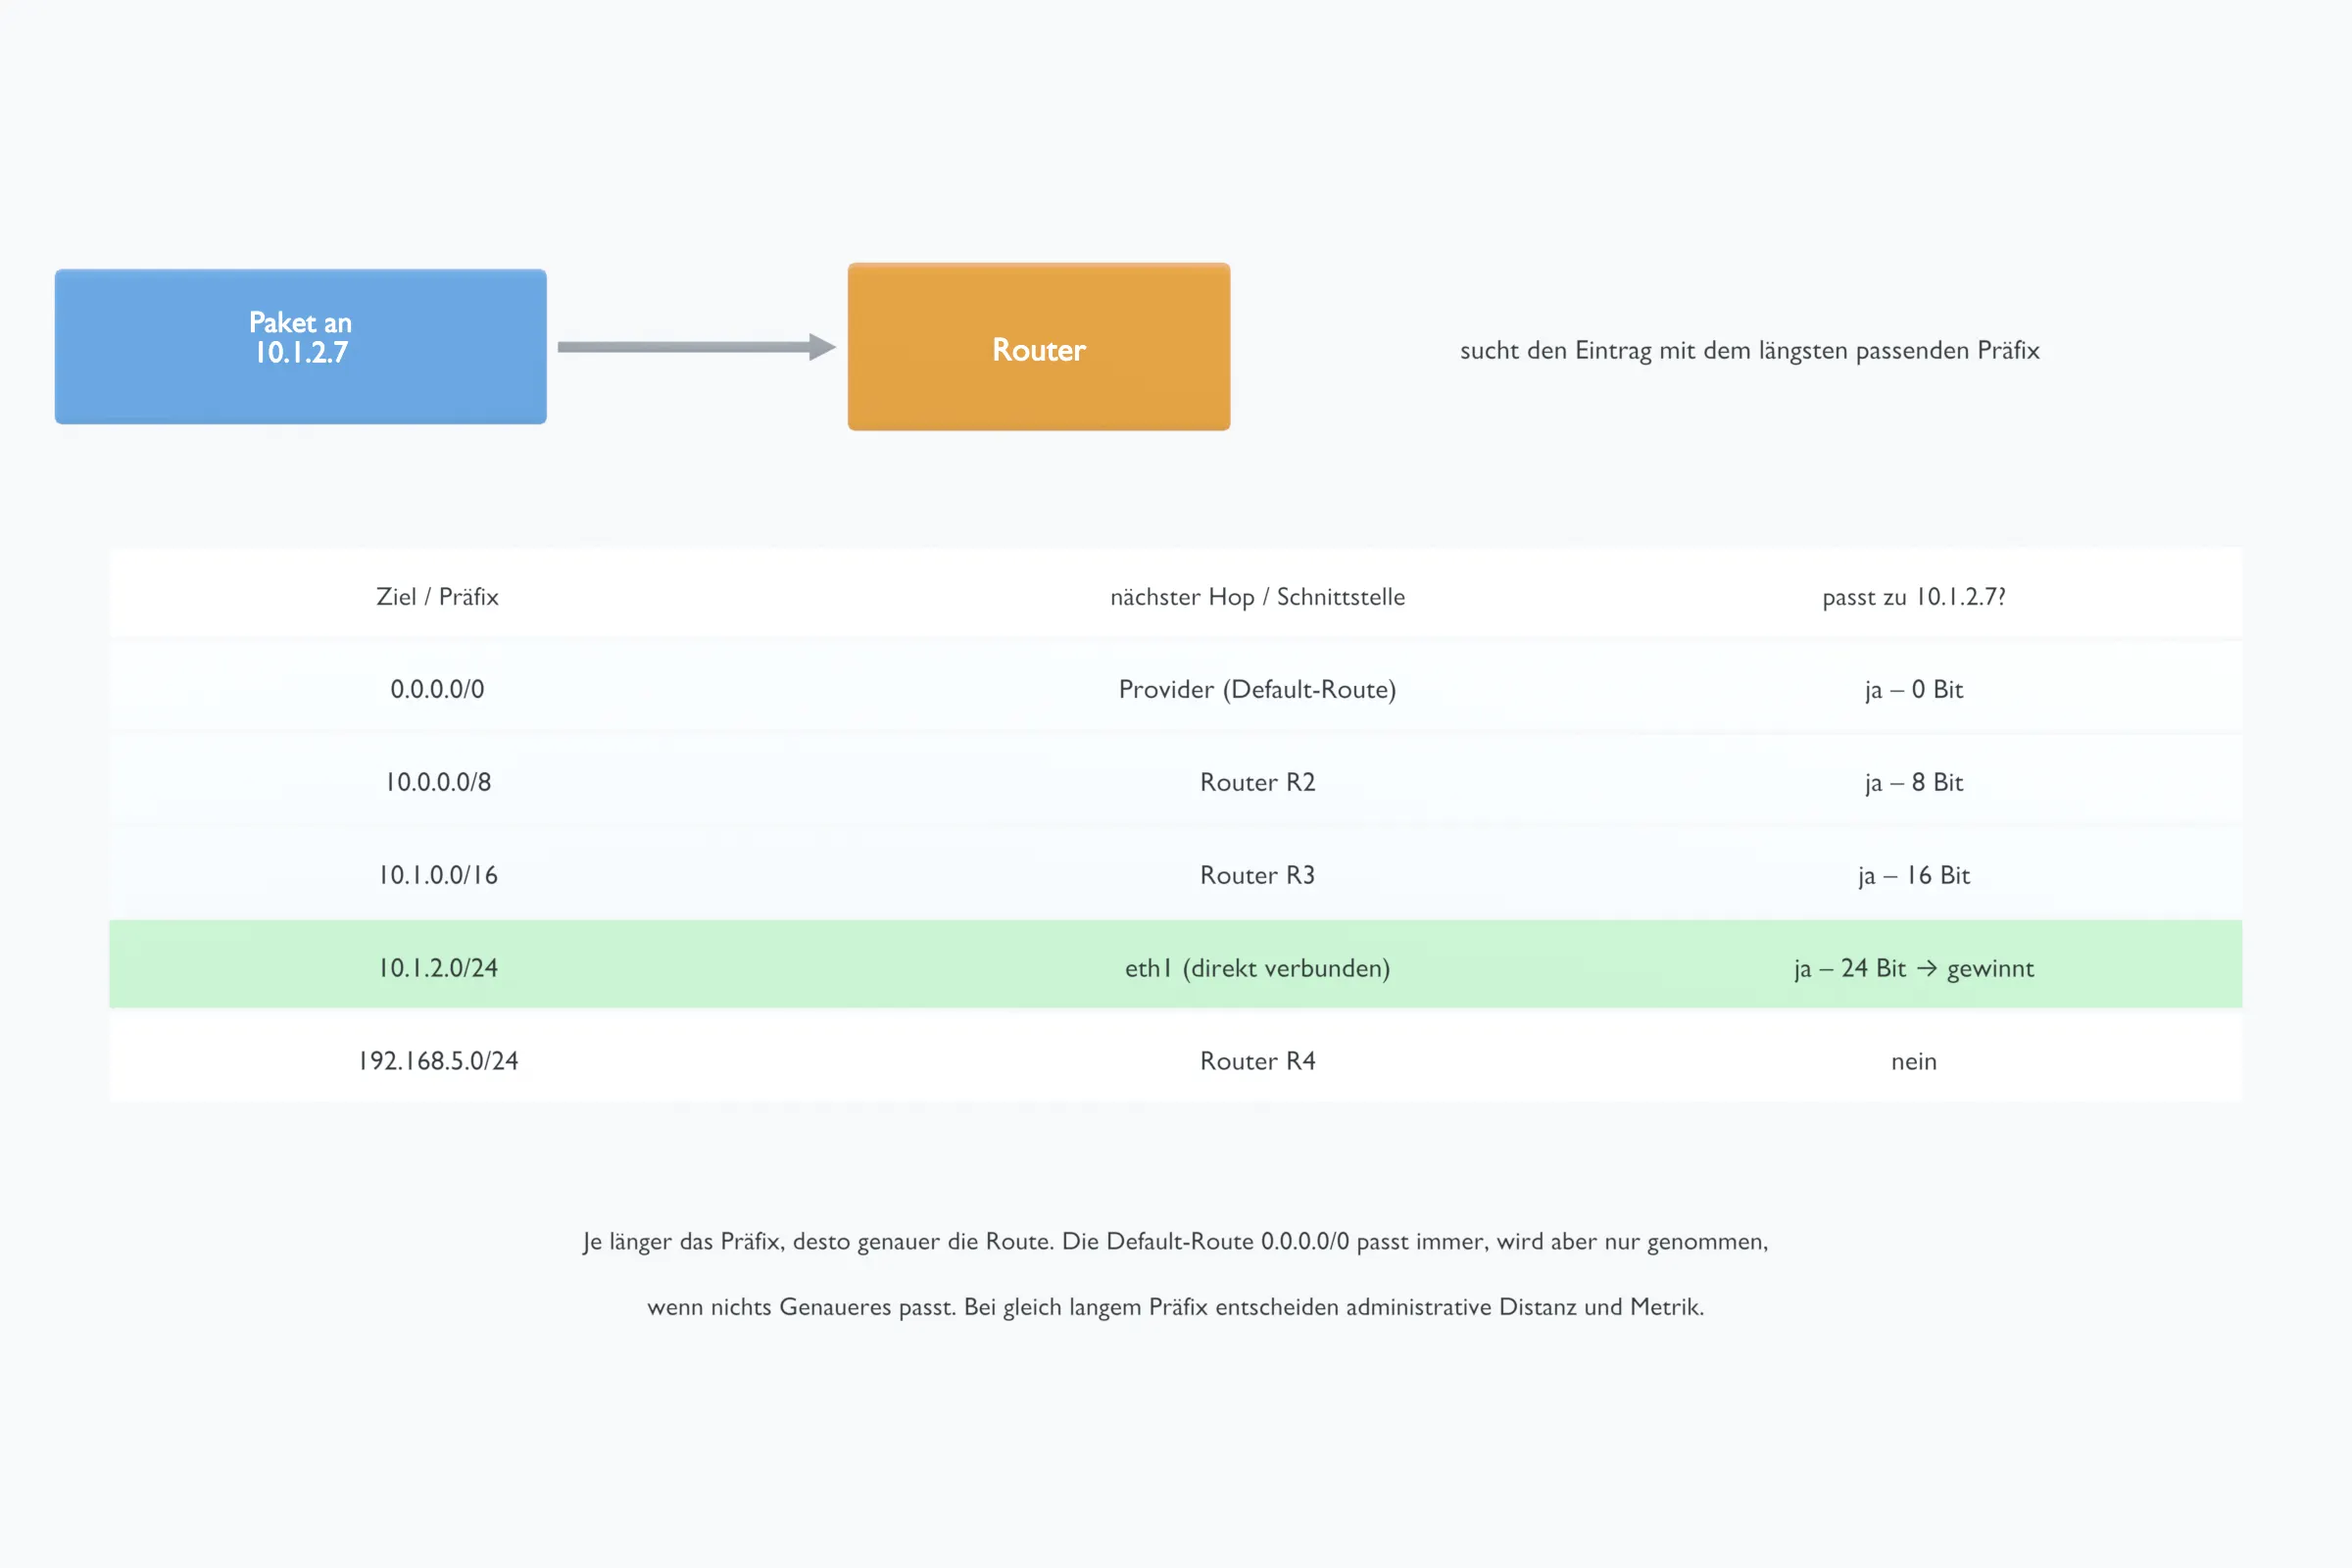 Paket an
10.1.2.7
Router
sucht den Eintrag mit dem längsten passenden Präfix
Ziel / Präfix nächster Hop / Schnittstelle passt zu 10.1.2.7?
0.0.0.0/0 Provider (Default-Route) ja – 0 Bit
10.0.0.0/8 Router R2 ja – 8 Bit
10.1.0.0/16 Router R3 ja – 16 Bit
10.1.2.0/24 eth1 (direkt verbunden) ja – 24 Bit → gewinnt
192.168.5.0/24 Router R4 nein
Je länger das Präfix, desto genauer die Route. Die Default-Route 0.0.0.0/0 passt immer, wird aber nur genommen,
wenn nichts Genaueres passt. Bei gleich langem Präfix entscheiden administrative Distanz und Metrik.